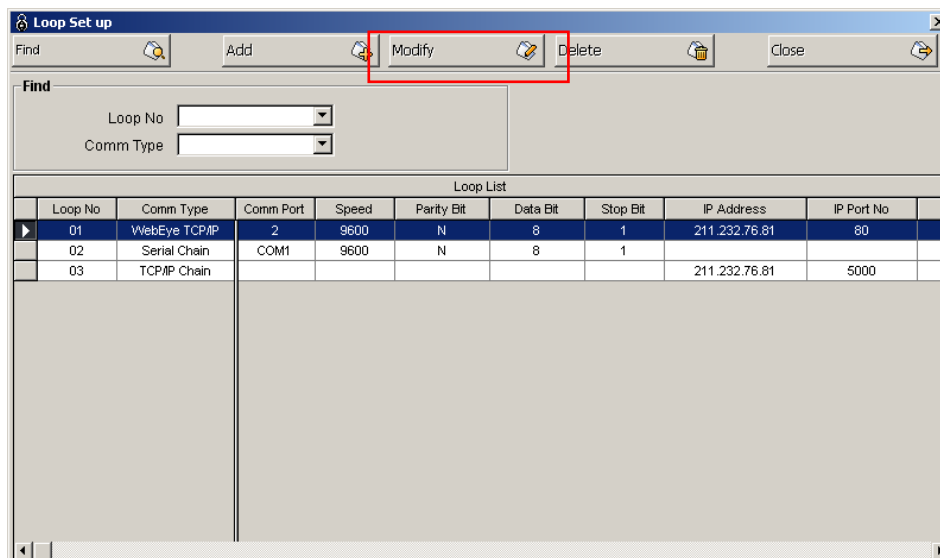 Loop Set up
Find Add Modify Delete Close
Find
Loop No
Comm Type
Loop List
Loop No Comm Type Comm Port Speed Parity Bit Data Bit Stop Bit IP Address IP Port No
01 WebEye TCP/IP 2 9600 N 8 1 211.232.76.81 80
02 Serial Chain COM1 9600 N 8 1
03 TCP/IP Chain 211.232.76.81 5000